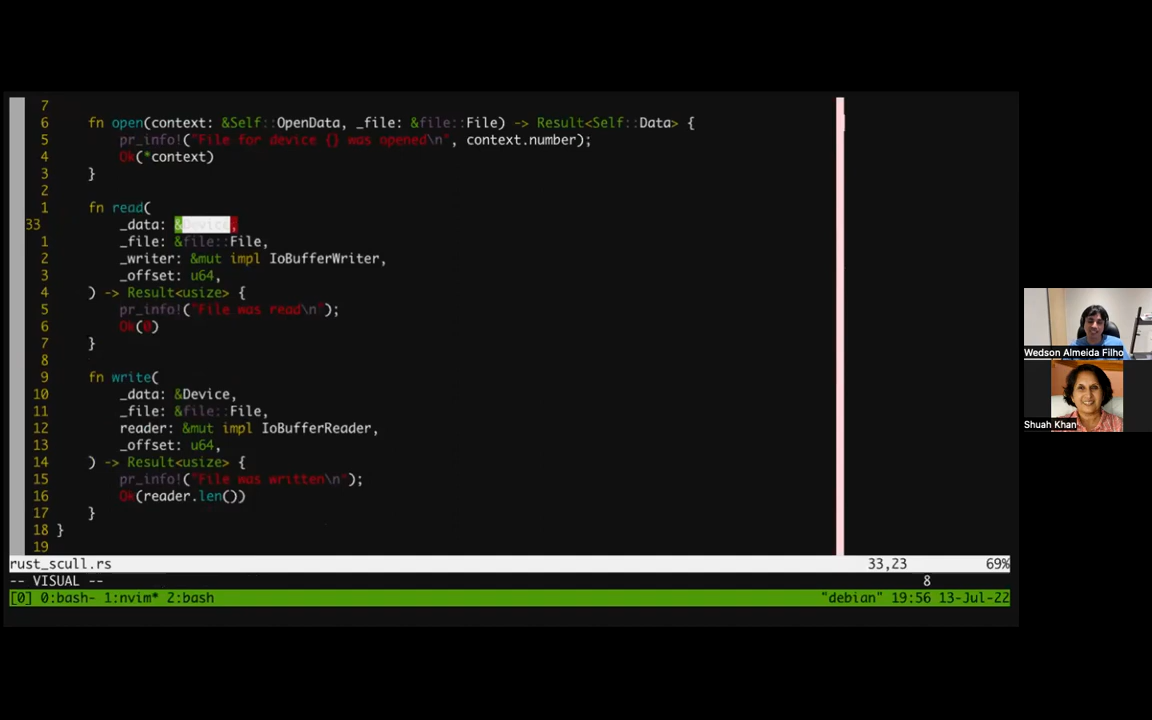 7
6 fn open(context: &Self::OpenData, _file: &file::File) -> Result<Self::Data> {
5 pr_info!("File for device {} was opened\n", context.number);
4 Ok(*context)
3 }
2
1 fn read(
33 _data: &Device,
1 _file: &file::File,
2 _writer: &mut impl IoBufferWriter,
3 _offset: u64,
4 ) -> Result<usize> {
5 pr_info!("File was read\n");
6 Ok(0)
7 }
8
9 fn write(
10 _data: &Device,
11 _file: &file::File,
12 reader: &mut impl IoBufferReader,
13 _offset: u64,
14 ) -> Result<usize> {
15 pr_info!("File was written\n");
16 Ok(reader.len())
17 }
18 }
19
rust_scull.rs 33,23 69%
-- VISUAL -- 8
[0] 0:bash- 1:nvim* 2:bash "debian" 19:56 13-Jul-22
Wedson Almeida Filho
Shuah Khan